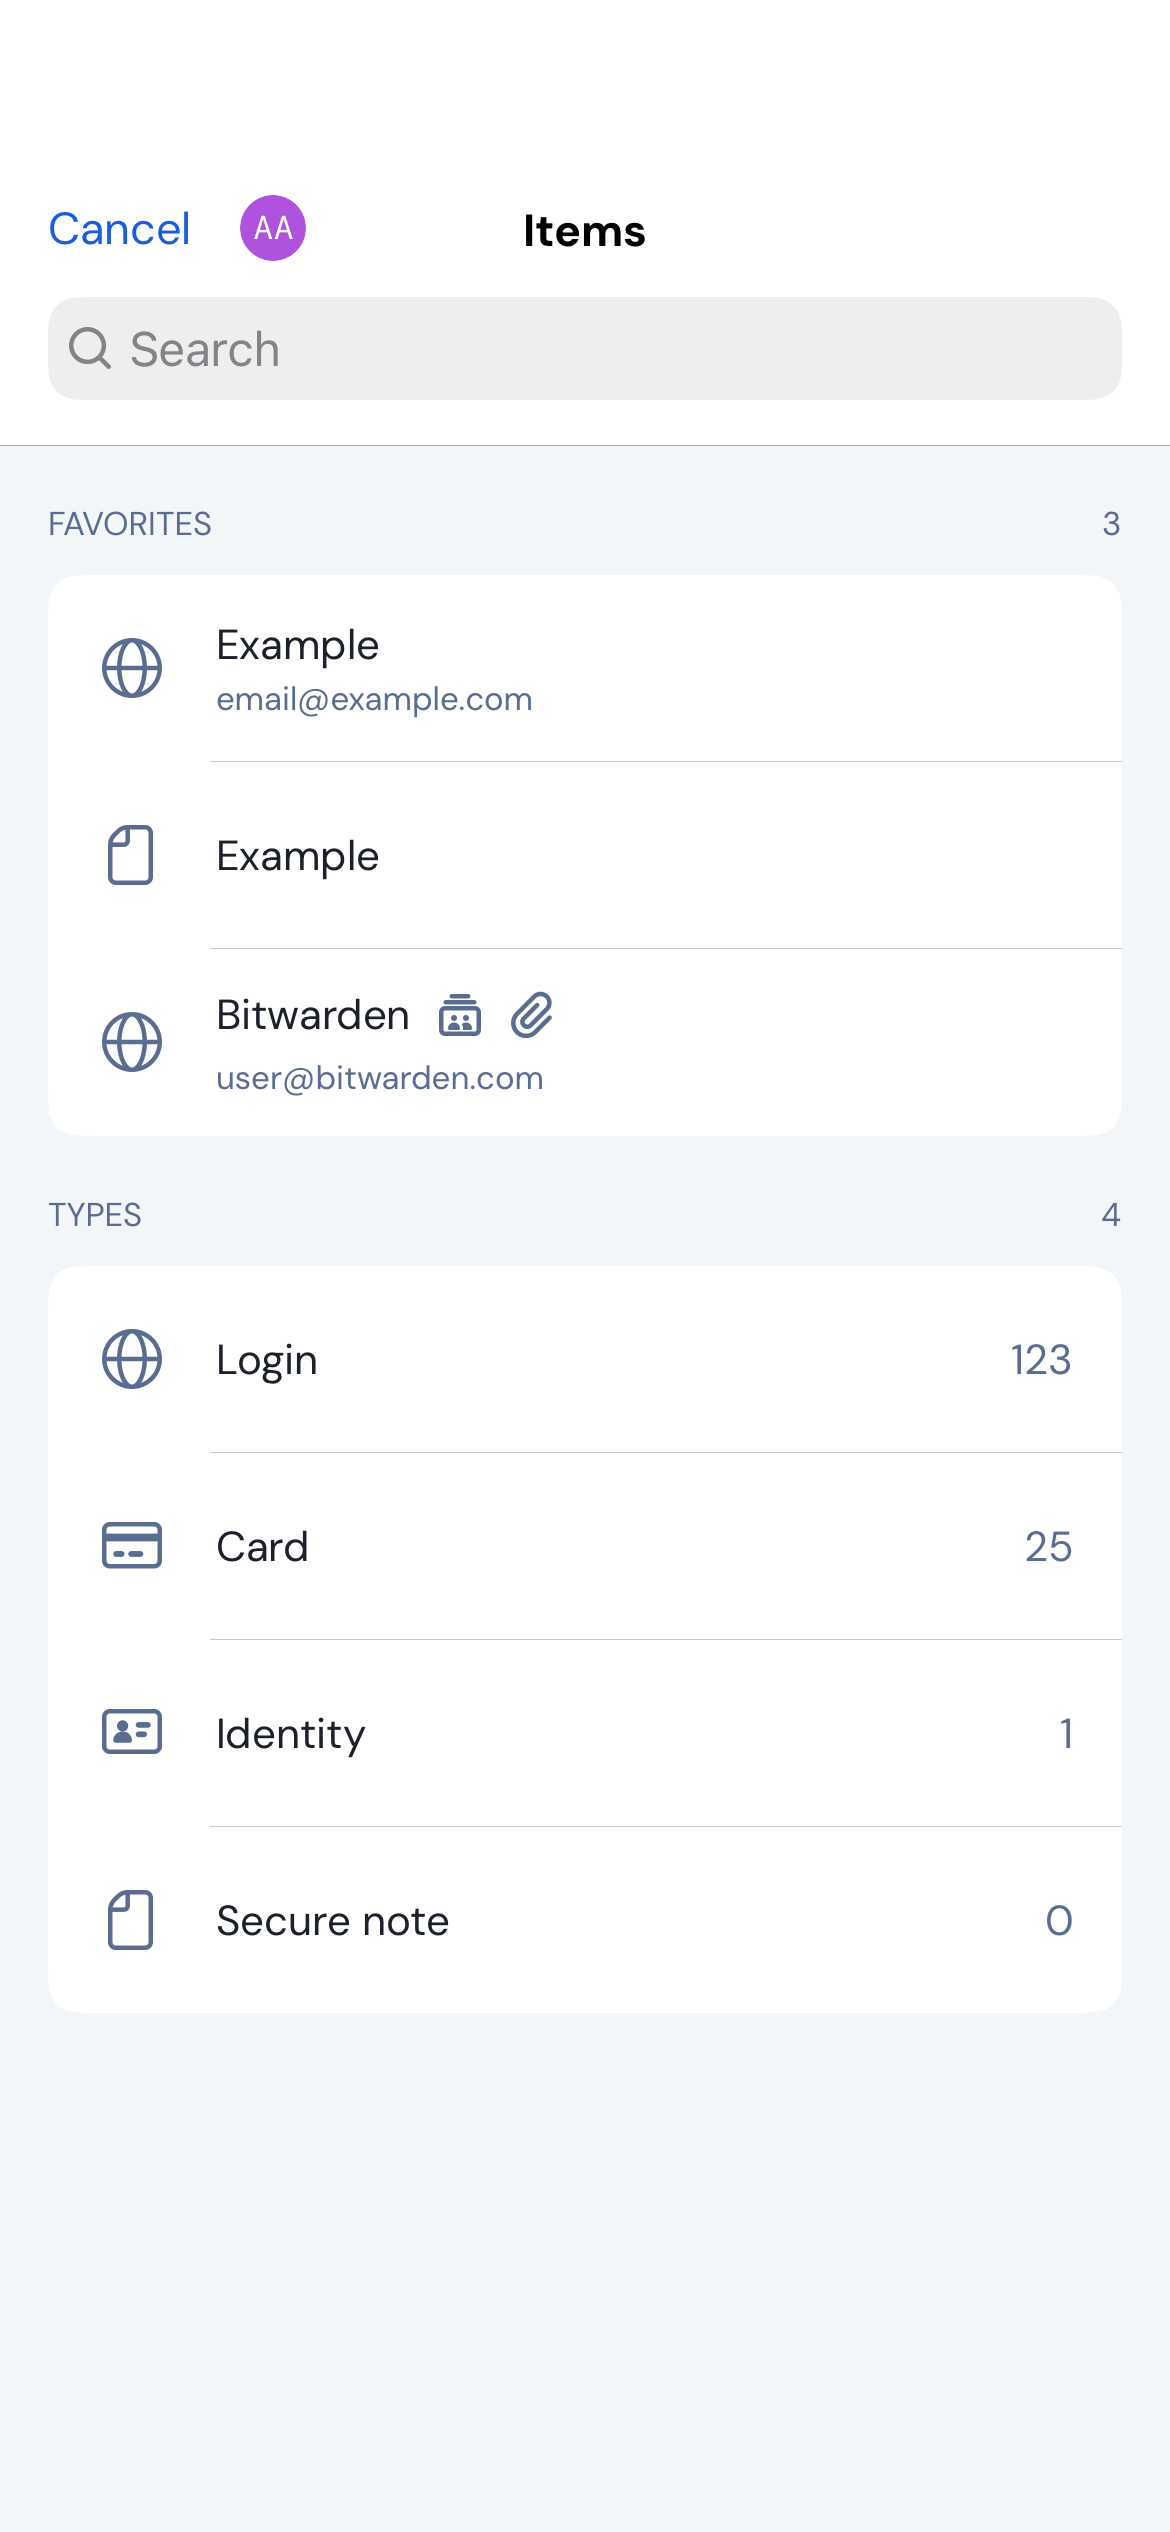 Cancel AA Items
Search
FAVORITES 3
Example
email@example.com
Example
Bitwarden
user@bitwarden.com
TYPES 4
Login 123
Card 25
Identity 1
Secure note 0